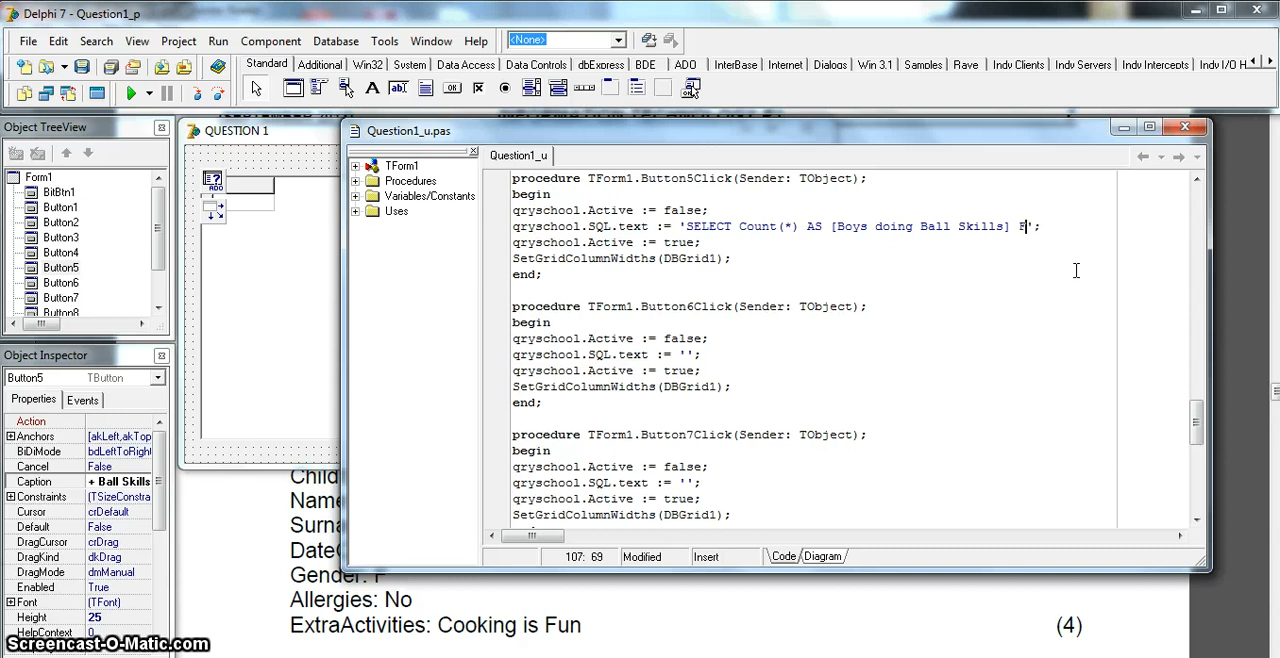 Delphi 7 - Question1_p
File Edit Search View Project Run Component Database Tools Window Help <None>
Standard Additional Win32 System Data Access Data Controls dbExpress BDE ADO InterBase Internet Dialogs Win 3.1 Samples Rave Indy Clients Indy Servers Indy Intercepts Indy I/O H
Object TreeView
Form1
BitBtn1
Button1
Button2
Button3
Button4
Button5
Button6
Button7
Button8
Object Inspector
Button5 TButton
Properties Events
Action
Anchors [akLeft,akTop
BiDiMode bdLeftToRight
Cancel False
Caption + Ball Skills
Constraints (TSizeConstra
Cursor crDefault
Default False
DragCursor crDrag
DragKind dkDrag
DragMode dmManual
Enabled True
Font (TFont)
Height 25
HelpContext 0
QUESTION 1
ADO
Question1_u.pas
TForm1
Procedures
Variables/Constants
Uses
Question1_u
procedure TForm1.Button5Click(Sender: TObject);
begin
qryschool.Active := false;
qryschool.SQL.text := 'SELECT Count(*) AS [Boys doing Ball Skills] F';
qryschool.Active := true;
SetGridColumnWidths(DBGrid1);
end;
procedure TForm1.Button6Click(Sender: TObject);
begin
qryschool.Active := false;
qryschool.SQL.text := '';
qryschool.Active := true;
SetGridColumnWidths(DBGrid1);
end;
procedure TForm1.Button7Click(Sender: TObject);
begin
qryschool.Active := false;
qryschool.SQL.text := '';
qryschool.Active := true;
SetGridColumnWidths(DBGrid1);
107: 69 Modified Insert Code Diagram
Child
Name
Surna
Date
Gender: F
Allergies: No
ExtraActivities: Cooking is Fun (4)
Screencast-O-Matic.com